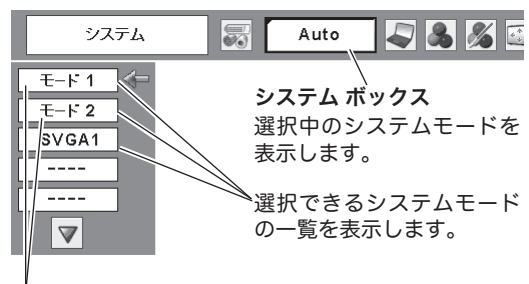 システム
Auto
モード 1
モード 2
SVGA1
----
----
システム ボックス
選択中のシステムモードを
表示します。
選択できるシステムモード
の一覧を表示します。